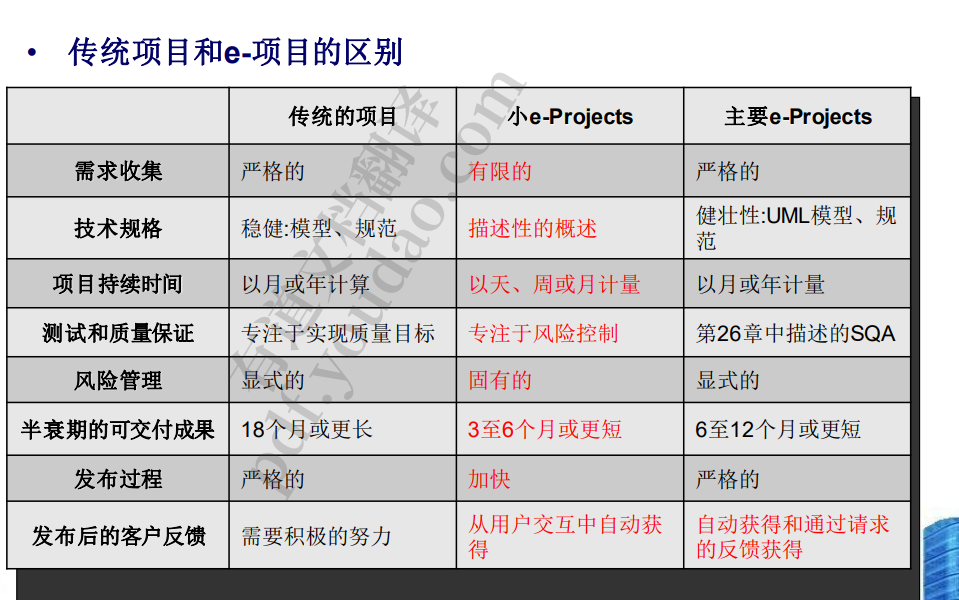 • 传统项目和e-项目的区别
传统的项目 小e-Projects 主要e-Projects
需求收集 严格的 有限的 严格的
技术规格 稳健:模型、规范 描述性的概述 健壮性:UML模型、规
范
项目持续时间 以月或年计算 以天、周或月计量 以月或年计量
测试和质量保证 专注于实现质量目标 专注于风险控制 第26章中描述的SQA
风险管理 显式的 固有的 显式的
半衰期的可交付成果 18个月或更长 3至6个月或更短 6至12个月或更短
发布过程 严格的 加快 严格的
发布后的客户反馈 需要积极的努力 从用户交互中自动获
得 自动获得和通过请求
的反馈获得
有道文档翻译
pdf.youdao.com